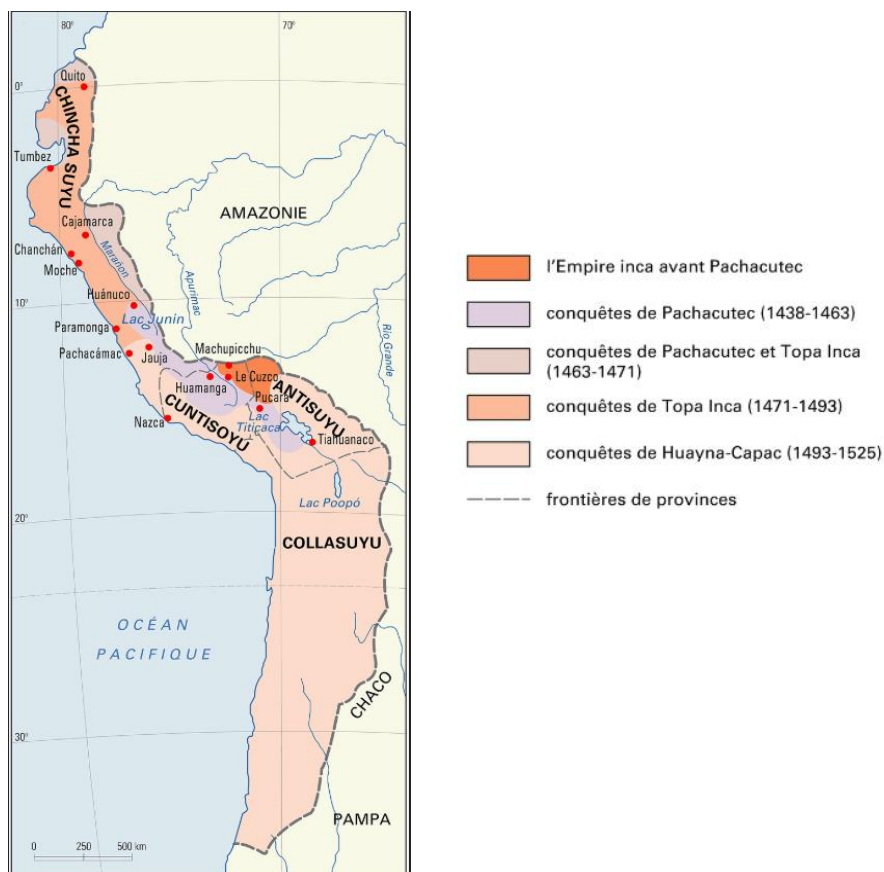 80°
70°
0°
Quito
CHINCHA SUYU
Tumbez
AMAZONIE
Cajamarca
Marañon
Chanchán
Moche
Apurimac
Huánuco
10°
Lac Junín
Rio Grande
Paramonga
Pachacámac
Jauja
Machupicchu
Le Cuzco
Huamanga
ANTISUYU
Pucara
CUNTISOYU
Nazca
Lac
Titicaca
Tiahuanaco
Lac Poopó
20°
COLLASUYU
OCÉAN
PACIFIQUE
CHACO
30°
PAMPA
0 250 500 km
l'Empire inca avant Pachacutec
conquêtes de Pachacutec (1438-1463)
conquêtes de Pachacutec et Topa Inca
(1463-1471)
conquêtes de Topa Inca (1471-1493)
conquêtes de Huayna-Capac (1493-1525)
frontières de provinces